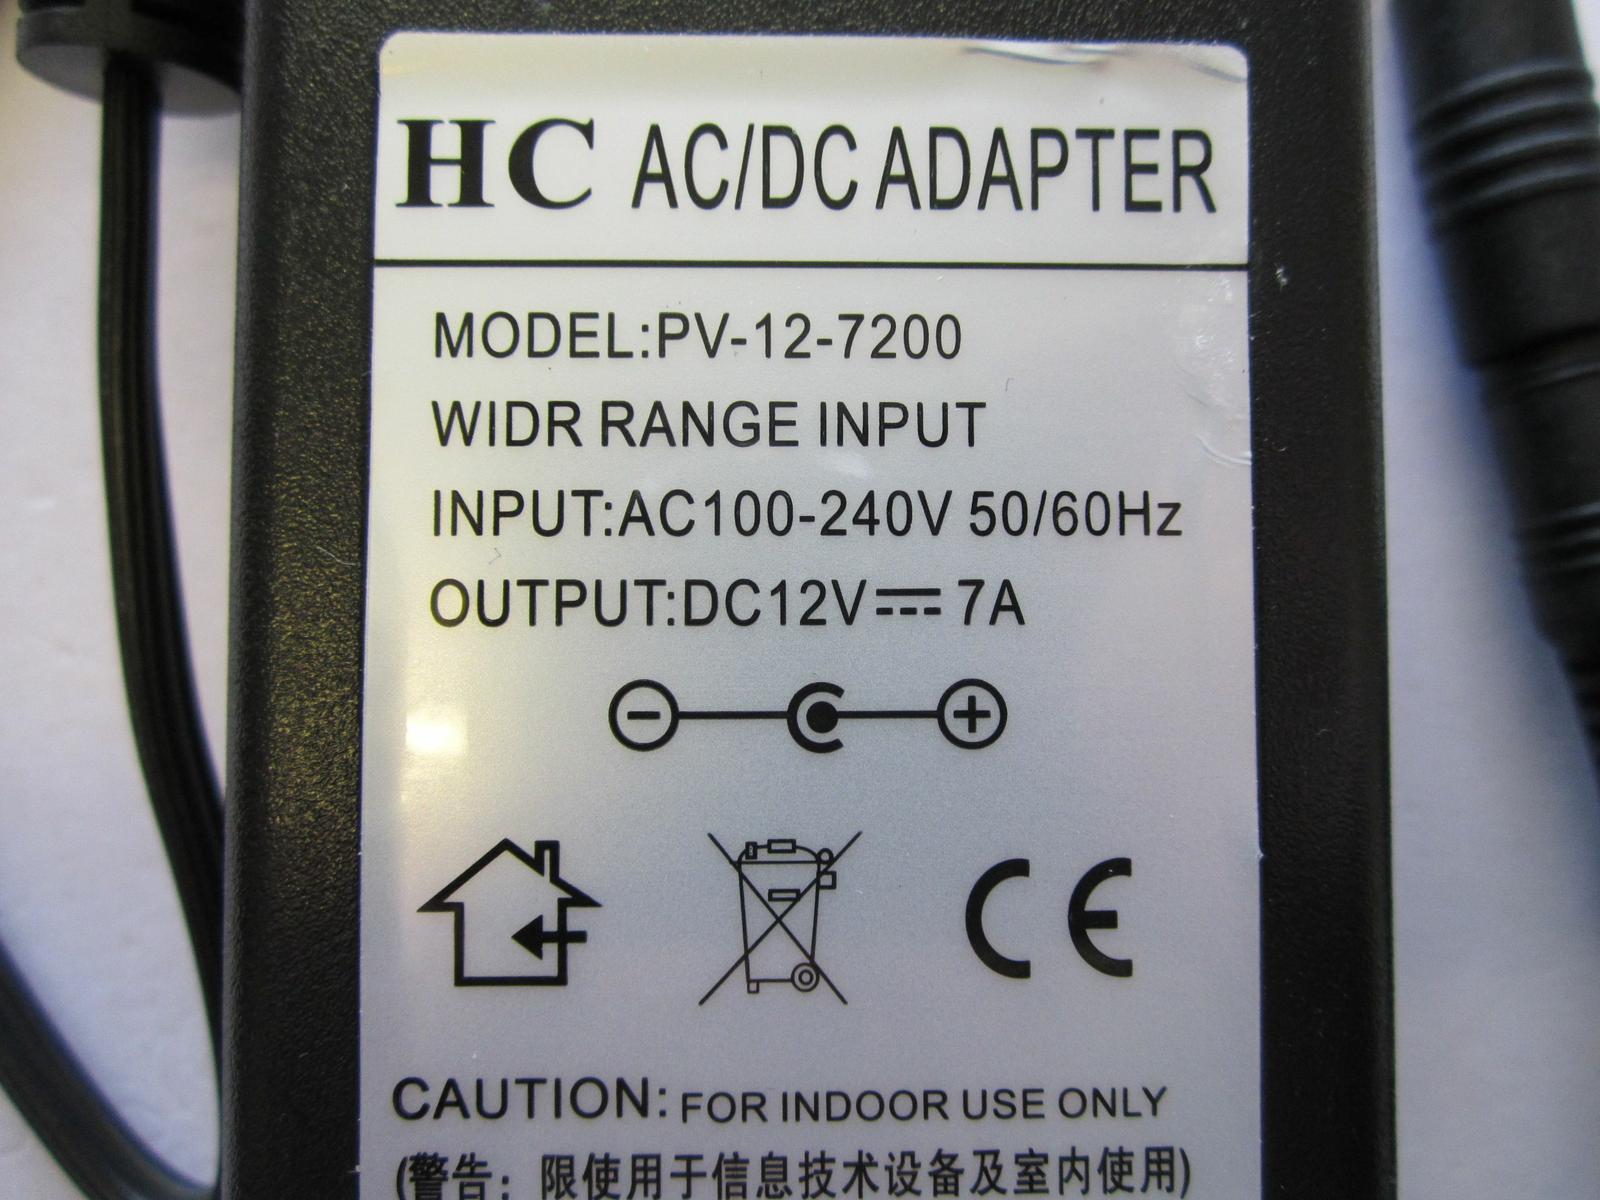 HC AC/DC ADAPTER
MODEL:PV-12-7200
WIDR RANGE INPUT
INPUT:AC100-240V 50/60Hz
OUTPUT:DC12V⎓ 7A
CE
CAUTION: FOR INDOOR USE ONLY
(警告：限使用于信息技术设备及室内使用)